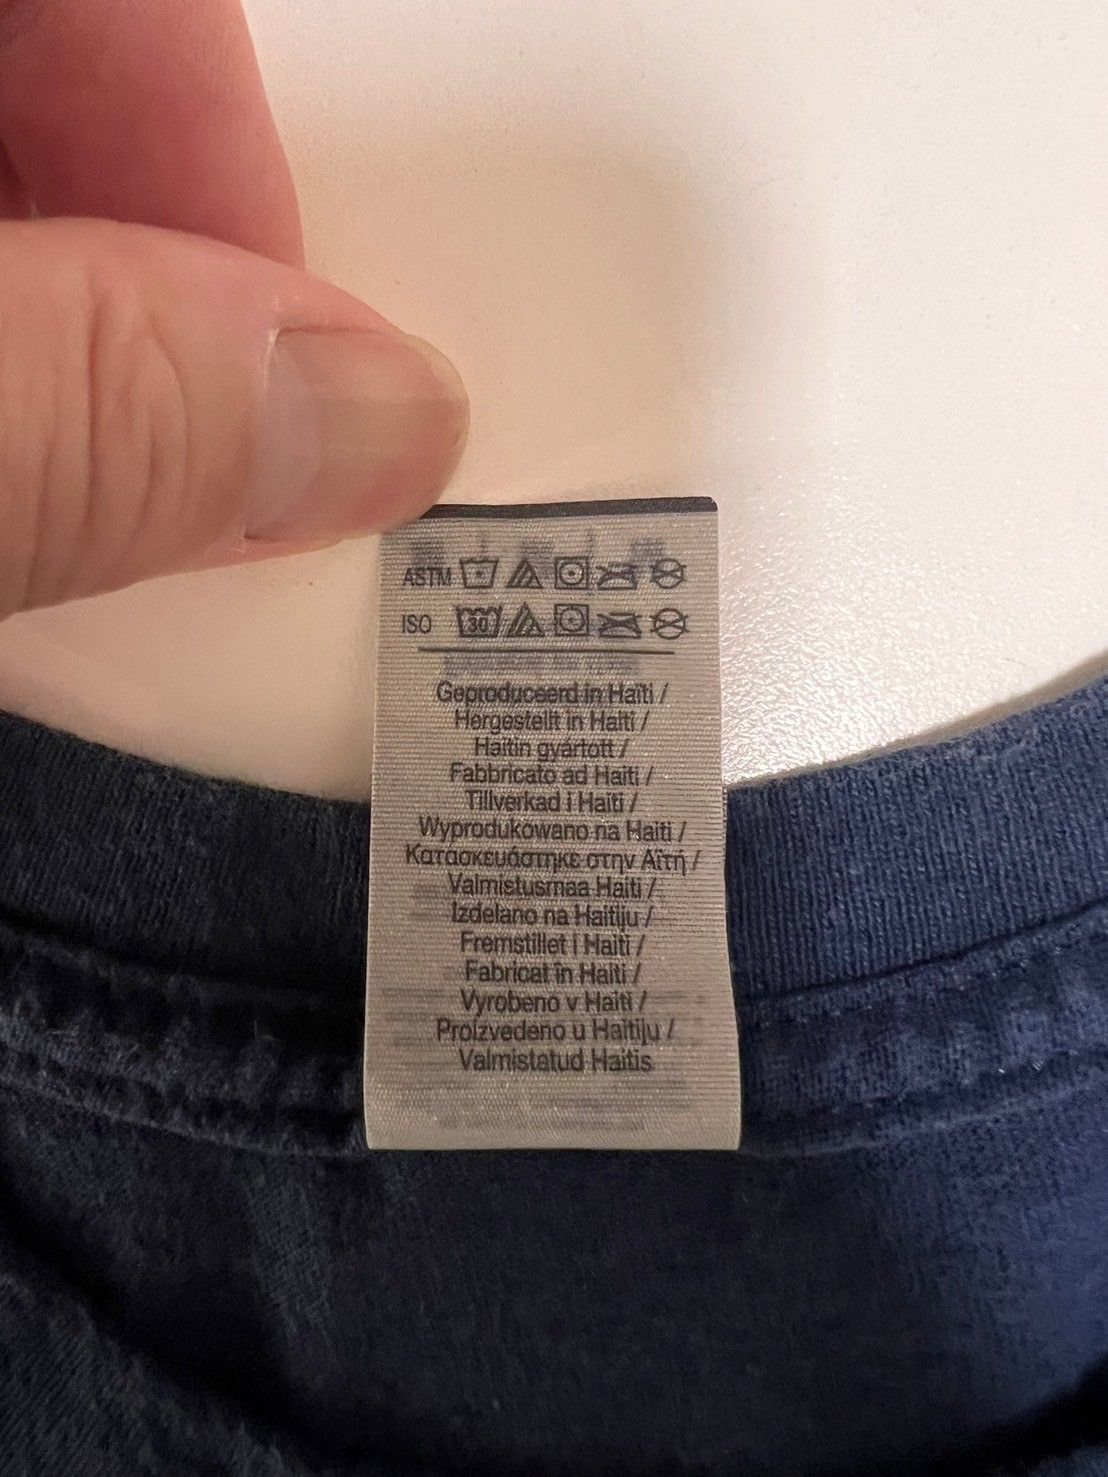 ASTM
ISO 30
Geproduceerd in Haïti /
Hergestellt in Haiti /
Haitin gyártott /
Fabbricato ad Haiti /
Tillverkad i Haiti /
Wyprodukowano na Haiti /
Κατασκευάστηκε στην Αϊτή /
Valmistusmaa Haiti /
Izdelano na Haitiju /
Fremstillet i Haiti /
Fabricat în Haiti /
Vyrobeno v Haiti /
Proizvedeno u Haitiju /
Valmistatud Haitis